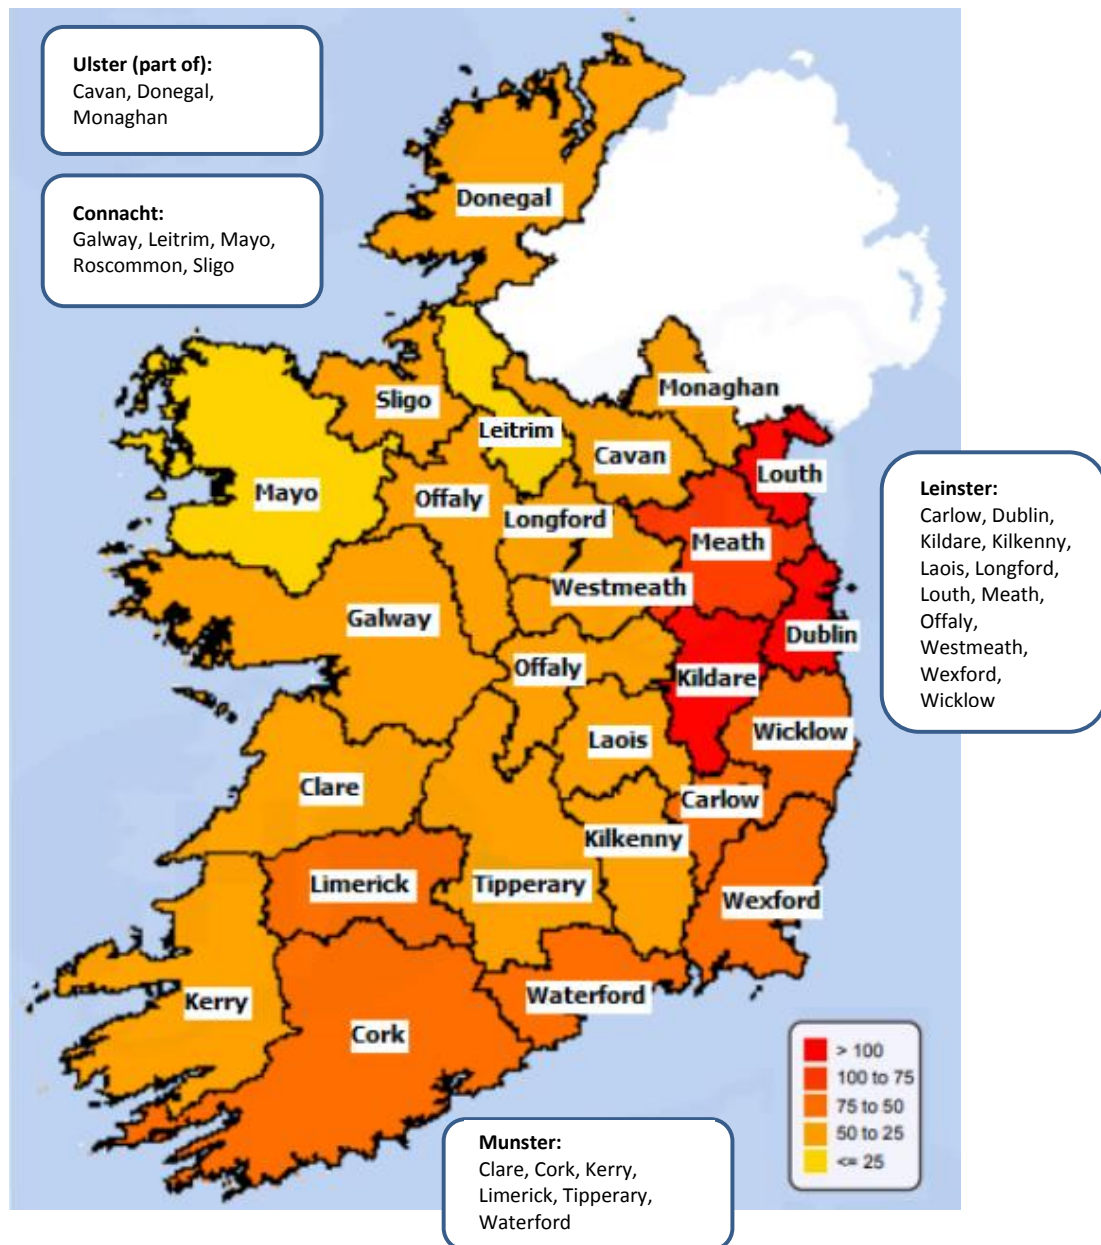 Ulster (part of):
Cavan, Donegal,
Monaghan
Connacht:
Galway, Leitrim, Mayo,
Roscommon, Sligo
Donegal
Monaghan
Sligo
Leitrim
Cavan
Louth
Mayo
Offaly
Longford
Meath
Westmeath
Galway
Dublin
Offaly
Kildare
Laois
Wicklow
Clare
Carlow
Kilkenny
Limerick
Tipperary
Wexford
Kerry
Waterford
Cork
Leinster:
Carlow, Dublin,
Kildare, Kilkenny,
Laois, Longford,
Louth, Meath,
Offaly,
Westmeath,
Wexford,
Wicklow
> 100
100 to 75
75 to 50
50 to 25
<= 25
Munster:
Clare, Cork, Kerry,
Limerick, Tipperary,
Waterford